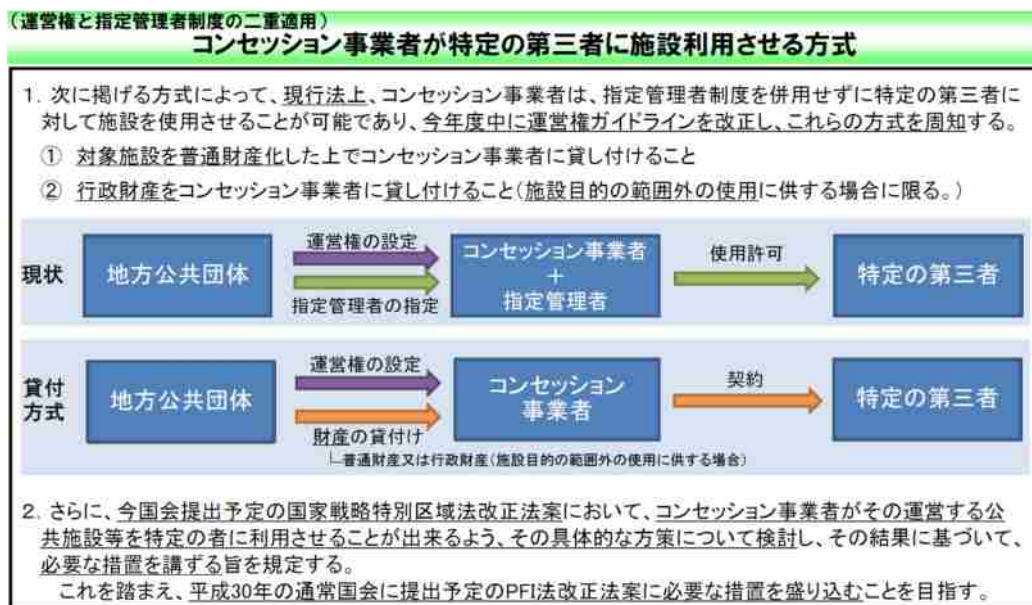 （運営権と指定管理者制度の二重適用）
コンセッション事業者が特定の第三者に施設利用させる方式
1. 次に掲げる方式によって、現行法上、コンセッション事業者は、指定管理者制度を併用せずに特定の第三者に
対して施設を使用させることが可能であり、今年度中に運営権ガイドラインを改正し、これらの方式を周知する。
① 対象施設を普通財産化した上でコンセッション事業者に貸し付けること
② 行政財産をコンセッション事業者に貸し付けること(施設目的の範囲外の使用に供する場合に限る。)
現状
地方公共団体
運営権の設定
指定管理者の指定
コンセッション事業者
＋
指定管理者
使用許可
特定の第三者
貸付
方式
地方公共団体
運営権の設定
財産の貸付け
コンセッション
事業者
契約
特定の第三者
└普通財産又は行政財産(施設目的の範囲外の使用に供する場合)
2. さらに、今国会提出予定の国家戦略特別区域法改正法案において、コンセッション事業者がその運営する公
共施設等を特定の者に利用させることが出来るよう、その具体的な方策について検討し、その結果に基づいて、
必要な措置を講ずる旨を規定する。
これを踏まえ、平成30年の通常国会に提出予定のPFI法改正法案に必要な措置を盛り込むことを目指す。